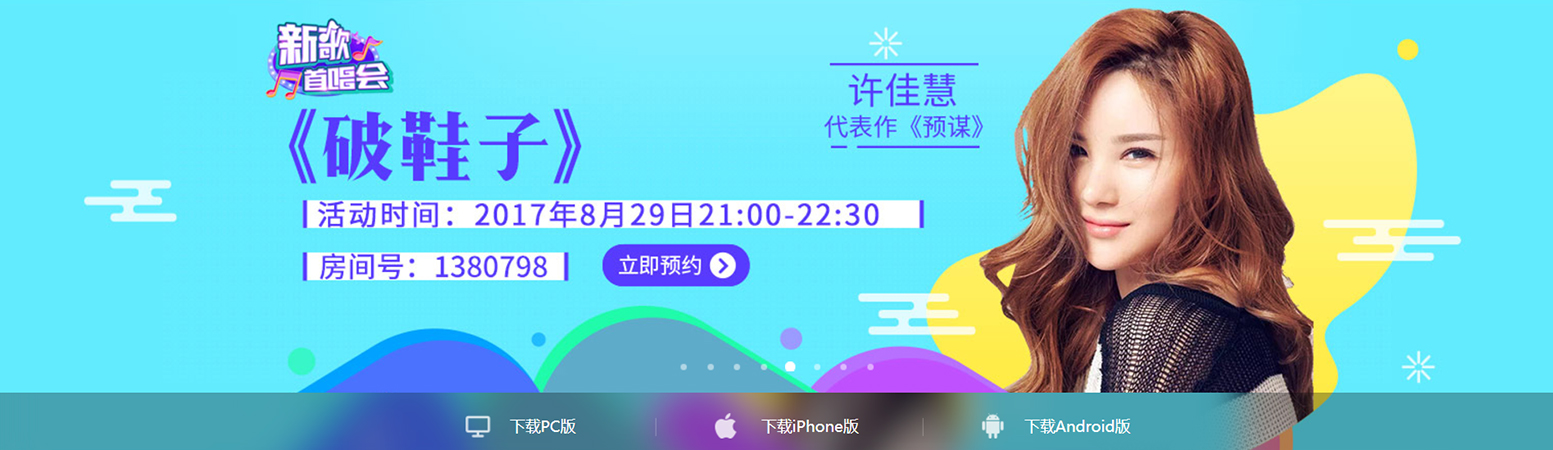 新歌
首唱会
《破鞋子》
活动时间：2017年8月29日21:00-22:30
房间号：1380798
立即预约
许佳慧
代表作《预谋》
下载PC版
下载iPhone版
下载Android版